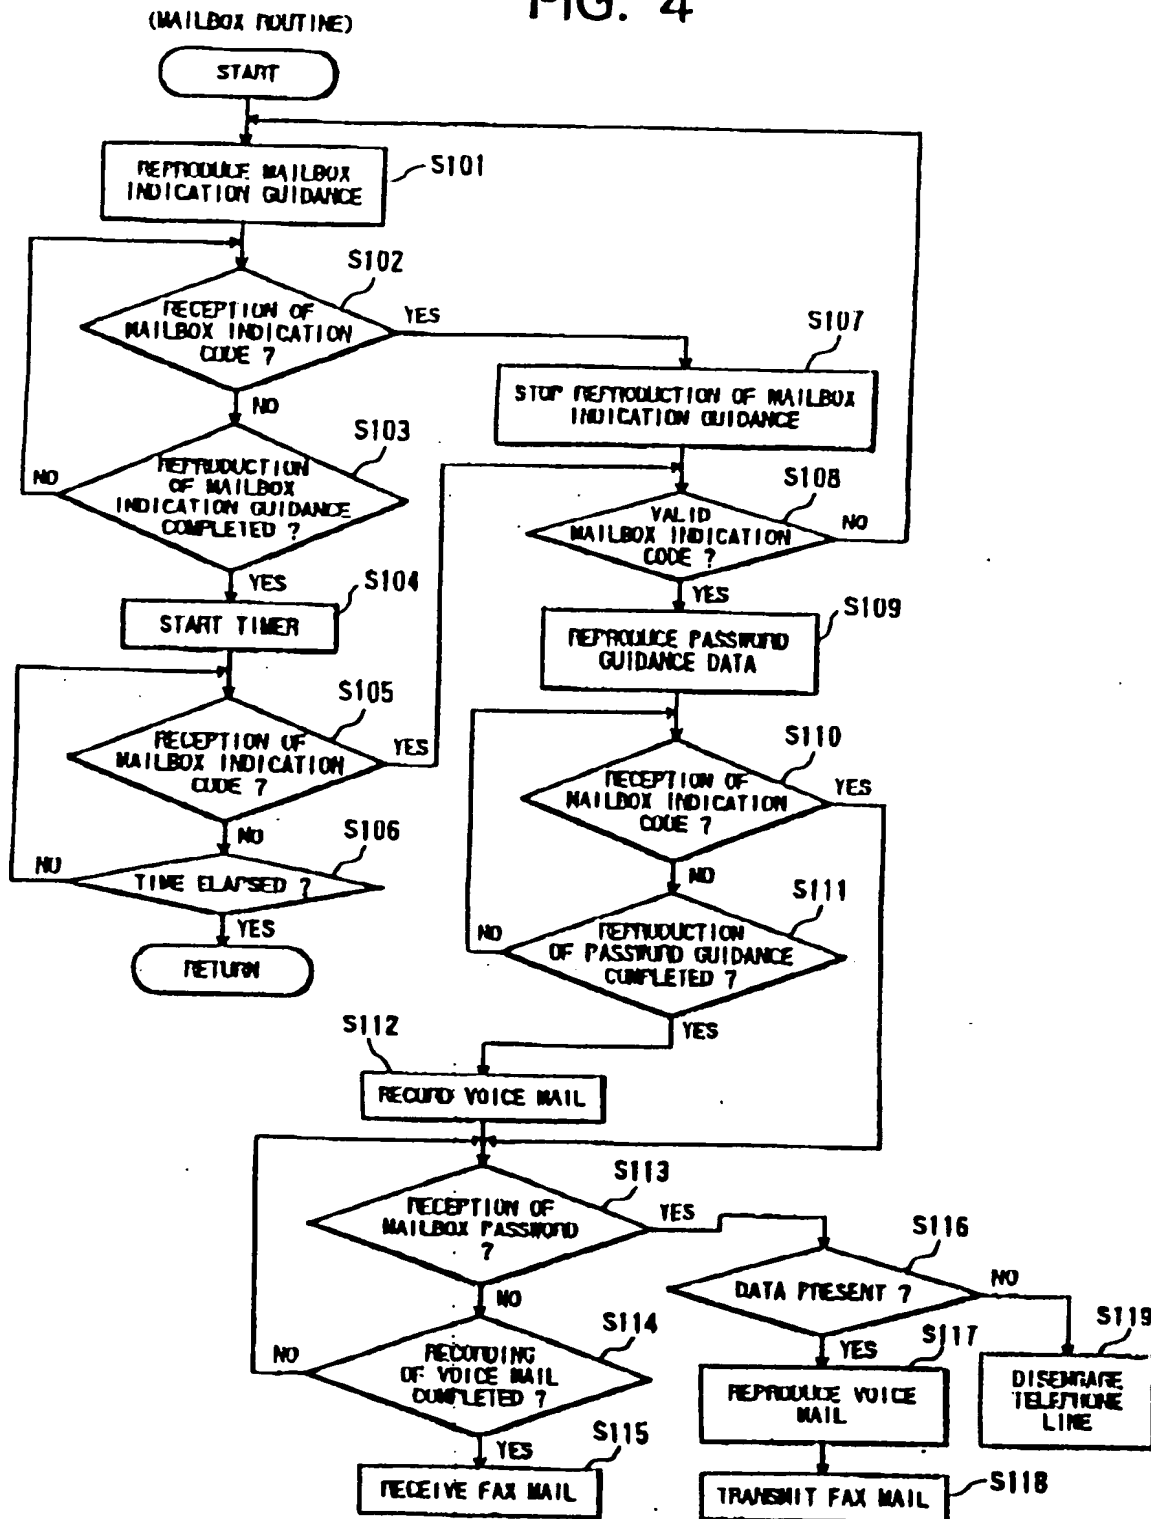 FIG. 4
(MAILBOX ROUTINE)
START
REPRODUCE MAILBOX
INDICATION GUIDANCE
S101
S102
RECEPTION OF
MAILBOX INDICATION
CODE ?
YES
NO
S103
REPRODUCTION
OF MAILBOX
INDICATION GUIDANCE
COMPLETED ?
NO
YES
S104
START TIMER
S105
RECEPTION OF
MAILBOX INDICATION
CODE ?
YES
NO
S106
TIME ELAPSED ?
NO
YES
RETURN
S107
STOP REPRODUCTION OF MAILBOX
INDICATION GUIDANCE
S108
VALID
MAILBOX INDICATION
CODE ?
NO
YES
S109
REPRODUCE PASSWORD
GUIDANCE DATA
S110
RECEPTION OF
MAILBOX INDICATION
CODE ?
YES
NO
S111
REPRODUCTION
OF PASSWORD GUIDANCE
COMPLETED ?
NO
YES
S112
RECORD VOICE MAIL
S113
RECEPTION OF
MAILBOX PASSWORD
?
YES
NO
S114
RECORDING
OF VOICE MAIL
COMPLETED ?
NO
YES
S115
RECEIVE FAX MAIL
S116
DATA PRESENT ?
NO
YES
S117
REPRODUCE VOICE
MAIL
S118
TRANSMIT FAX MAIL
S119
DISENGAGE
TELEPHONE
LINE